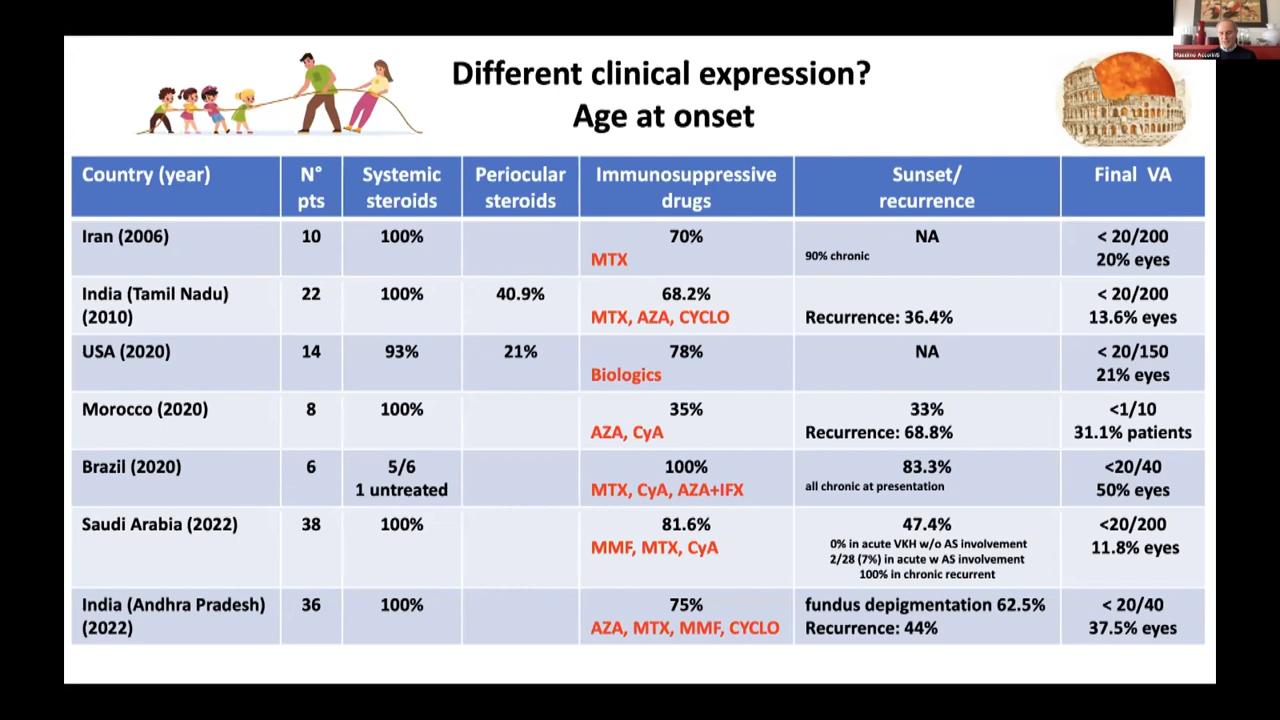 Massimo Accorinti
Different clinical expression?
Age at onset
Country (year) N° pts Systemic steroids Periocular steroids Immunosuppressive drugs Sunset/ recurrence Final VA
Iran (2006) 10 100% 70% NA < 20/200
MTX 90% chronic 20% eyes
India (Tamil Nadu) 22 100% 40.9% 68.2% < 20/200
(2010) MTX, AZA, CYCLO Recurrence: 36.4% 13.6% eyes
USA (2020) 14 93% 21% 78% NA < 20/150
Biologics 21% eyes
Morocco (2020) 8 100% 35% 33% <1/10
AZA, CyA Recurrence: 68.8% 31.1% patients
Brazil (2020) 6 5/6 100% 83.3% <20/40
1 untreated MTX, CyA, AZA+IFX all chronic at presentation 50% eyes
Saudi Arabia (2022) 38 100% 81.6% 47.4% <20/200
MMF, MTX, CyA 0% in acute VKH w/o AS involvement 11.8% eyes
2/28 (7%) in acute w AS involvement
100% in chronic recurrent
India (Andhra Pradesh) 36 100% 75% fundus depigmentation 62.5% < 20/40
(2022) AZA, MTX, MMF, CYCLO Recurrence: 44% 37.5% eyes